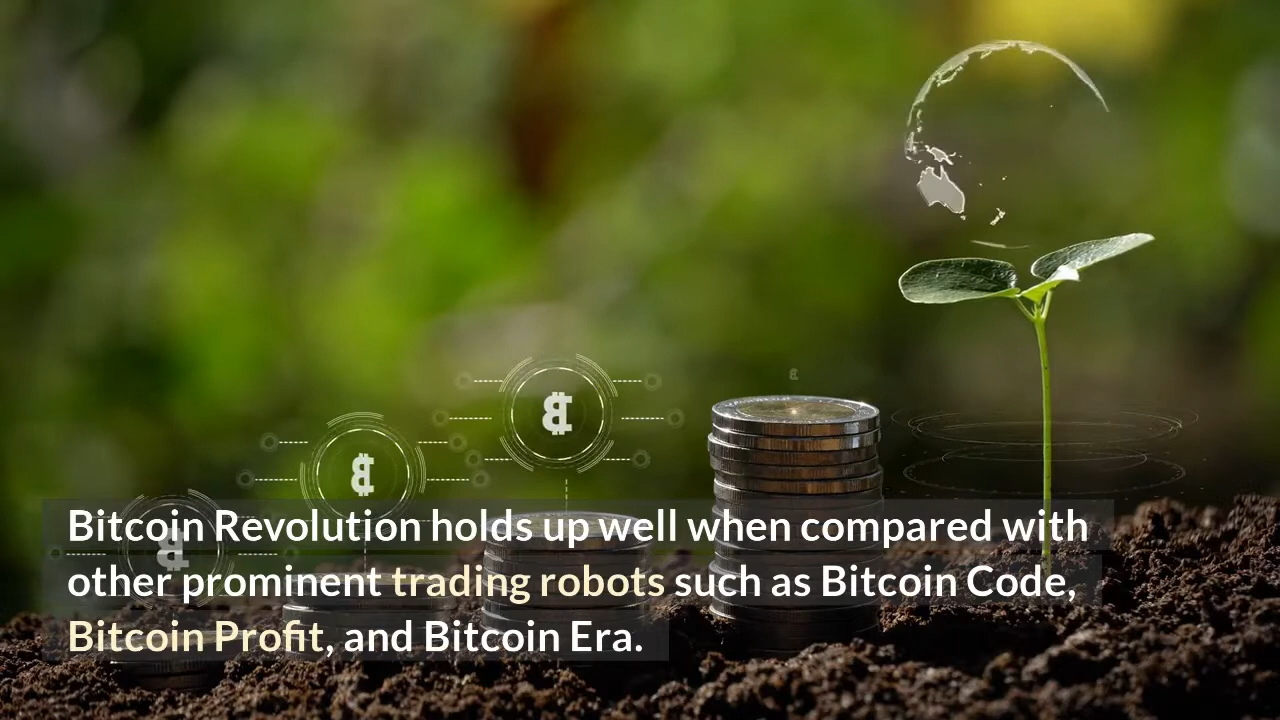 Bitcoin Revolution holds up well when compared with
other prominent trading robots such as Bitcoin Code,
Bitcoin Profit, and Bitcoin Era.